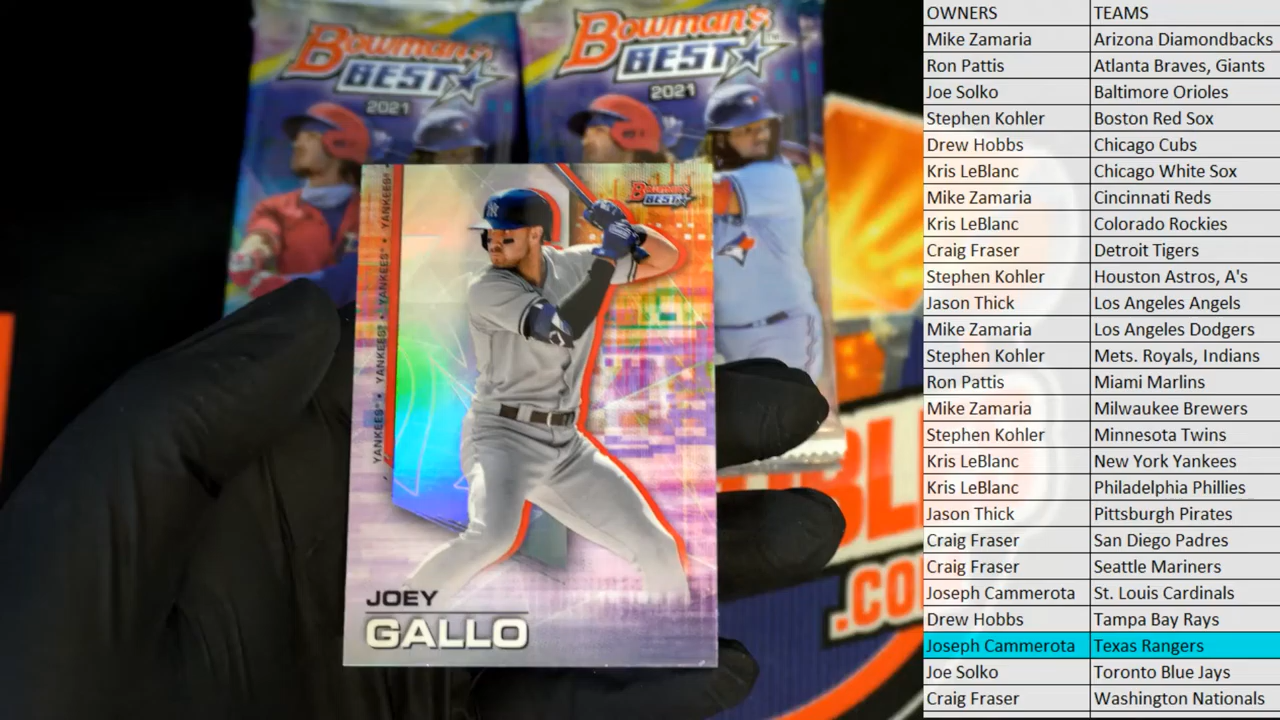 BOWMAN'S
BEST
2021
BOWMAN'S
BEST
2021
BOWMAN'S
BEST
YANKEES • YANKEES • YANKEES • YANKEES •
JOEY
GALLO
.CO
OWNERS TEAMS
Mike Zamaria Arizona Diamondbacks
Ron Pattis Atlanta Braves, Giants
Joe Solko Baltimore Orioles
Stephen Kohler Boston Red Sox
Drew Hobbs Chicago Cubs
Kris LeBlanc Chicago White Sox
Mike Zamaria Cincinnati Reds
Kris LeBlanc Colorado Rockies
Craig Fraser Detroit Tigers
Stephen Kohler Houston Astros, A's
Jason Thick Los Angeles Angels
Mike Zamaria Los Angeles Dodgers
Stephen Kohler Mets. Royals, Indians
Ron Pattis Miami Marlins
Mike Zamaria Milwaukee Brewers
Stephen Kohler Minnesota Twins
Kris LeBlanc New York Yankees
Kris LeBlanc Philadelphia Phillies
Jason Thick Pittsburgh Pirates
Craig Fraser San Diego Padres
Craig Fraser Seattle Mariners
Joseph Cammerota St. Louis Cardinals
Drew Hobbs Tampa Bay Rays
Joseph Cammerota Texas Rangers
Joe Solko Toronto Blue Jays
Craig Fraser Washington Nationals